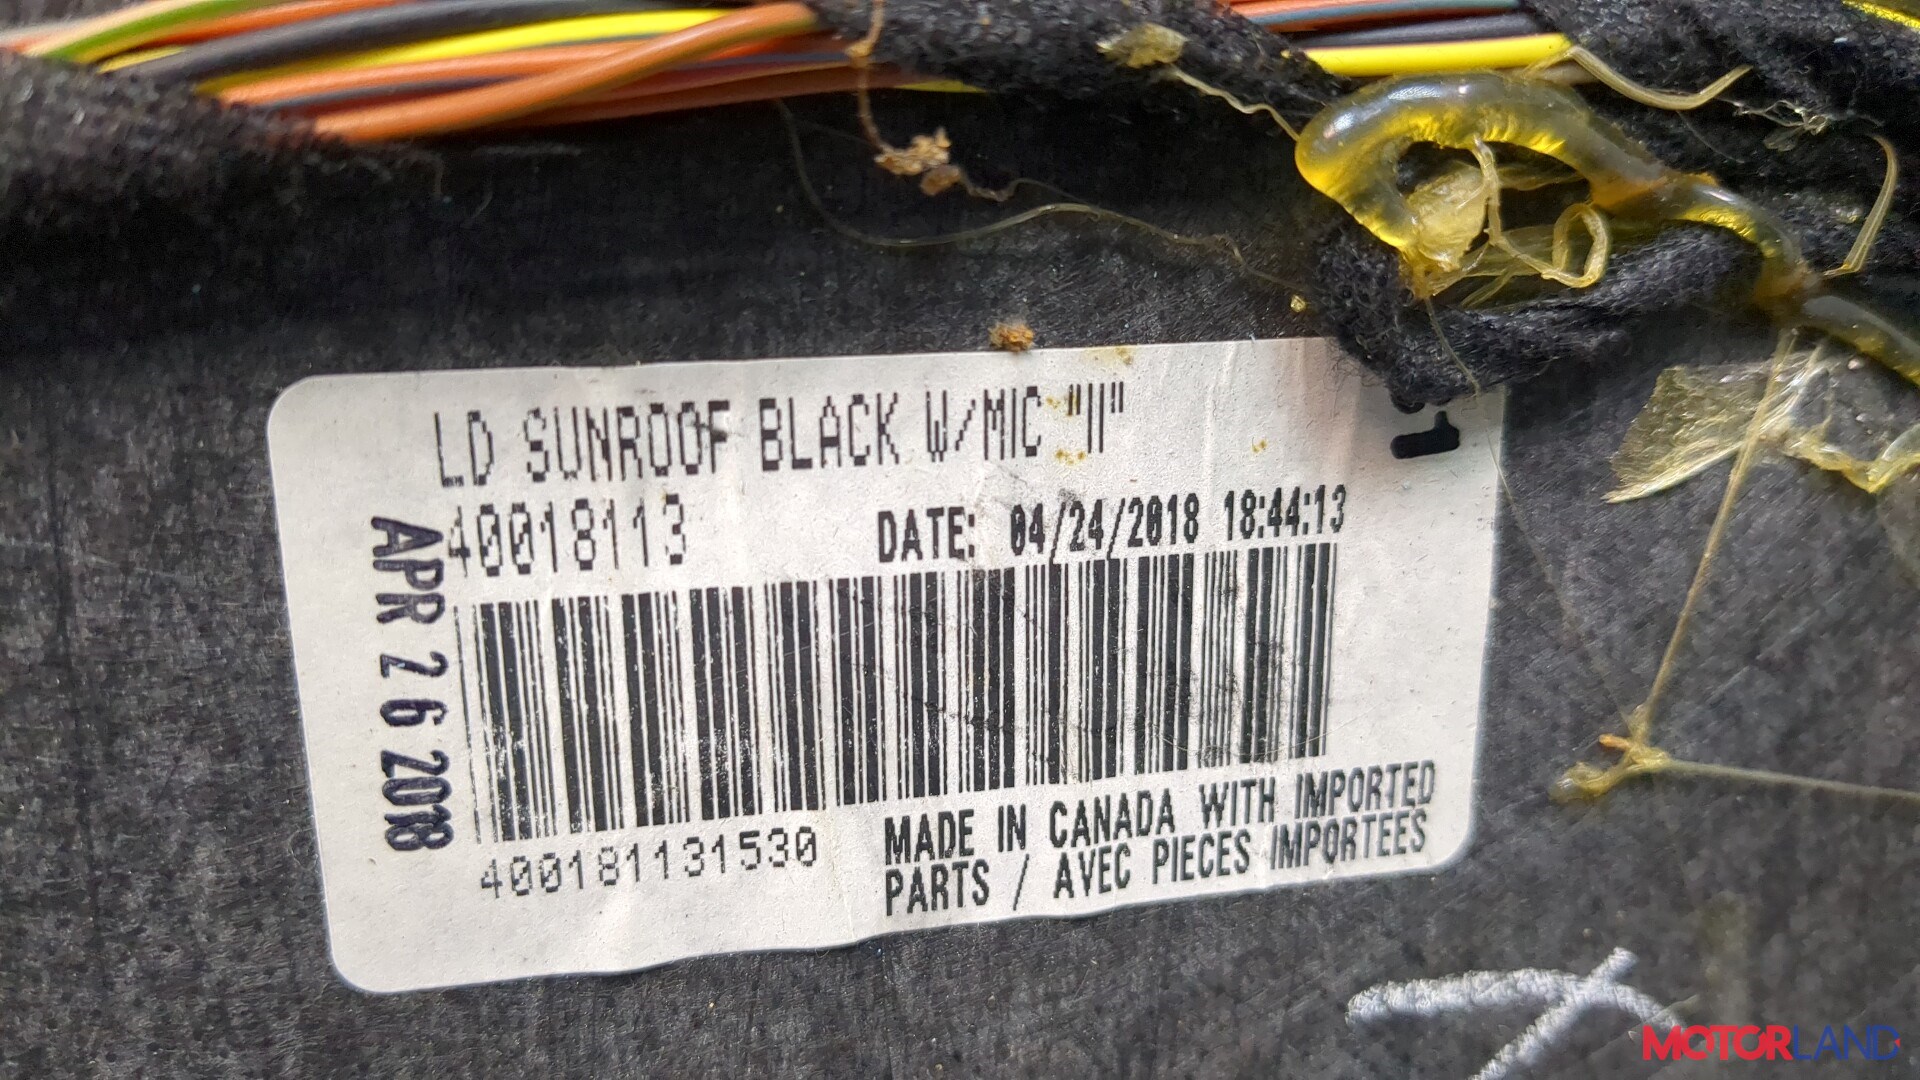 LD SUNROOF BLACK W/MIC "II"
40018113
DATE: 04/24/2018 18:44:13
APR 26 2018
400181131530
MADE IN CANADA WITH IMPORTED
PARTS / AVEC PIECES IMPORTEES
MOTORLAND